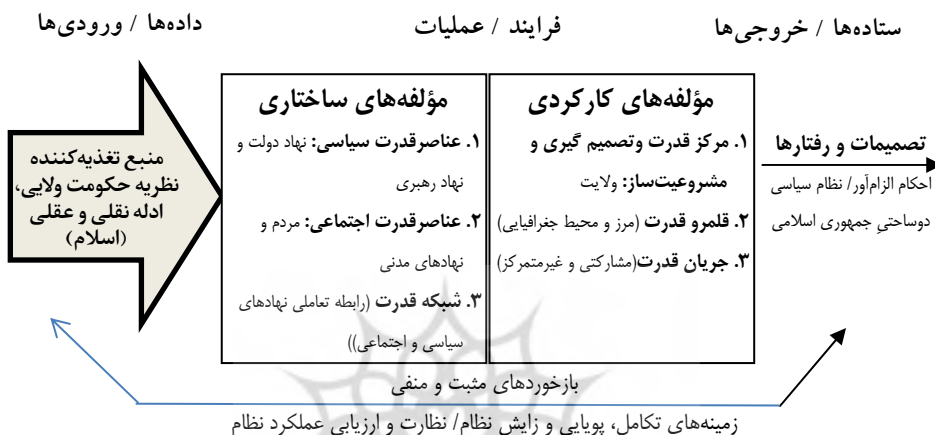 داده‌ها / ورودی‌ها
فرایند / عملیات
ستاده‌ها / خروجی‌ها
منبع تغذیه‌کننده
نظریه حکومت ولایی،
ادله نقلی و عقلی
(اسلام)
مؤلفه‌های ساختاری
۱. عناصرقدرت سیاسی: نهاد دولت و
نهاد رهبری
۲. عناصرقدرت اجتماعی: مردم و
نهادهای مدنی
۳. شبکه قدرت (رابطه تعاملی نهادهای
سیاسی و اجتماعی))
مؤلفه‌های کارکردی
۱. مرکز قدرت وتصمیم گیری و
مشروعیت‌ساز: ولایت
۲. قلمرو قدرت (مرز و محیط جغرافیایی)
۳. جریان قدرت(مشارکتی و غیرمتمرکز)
تصمیمات و رفتارها
احکام الزام‌آور/ نظام سیاسی
دوساحتیِ جمهوری اسلامی
بازخوردهای مثبت و منفی
زمینه‌های تکامل، پویایی و زایش نظام/ نظارت و ارزیابی عملکرد نظام